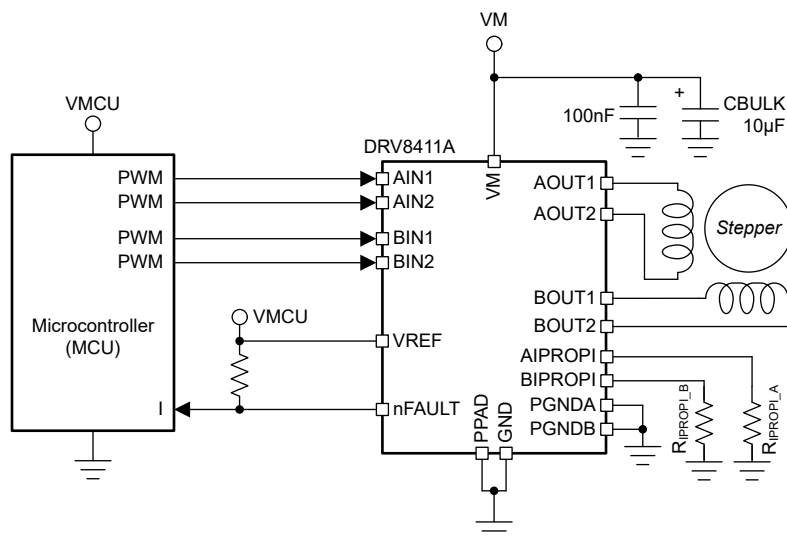 VM
VMCU
100nF
+
CBULK
10µF
DRV8411A
PWM
PWM
PWM
PWM
Microcontroller
(MCU)
I
AIN1
AIN2
BIN1
BIN2
VMCU
VREF
nFAULT
VM
AOUT1
AOUT2
BOUT1
BOUT2
AIPROPI
BIPROPI
PGNDA
PGNDB
PPAD
GND
Stepper
RIPROPI_B
RIPROPI_A